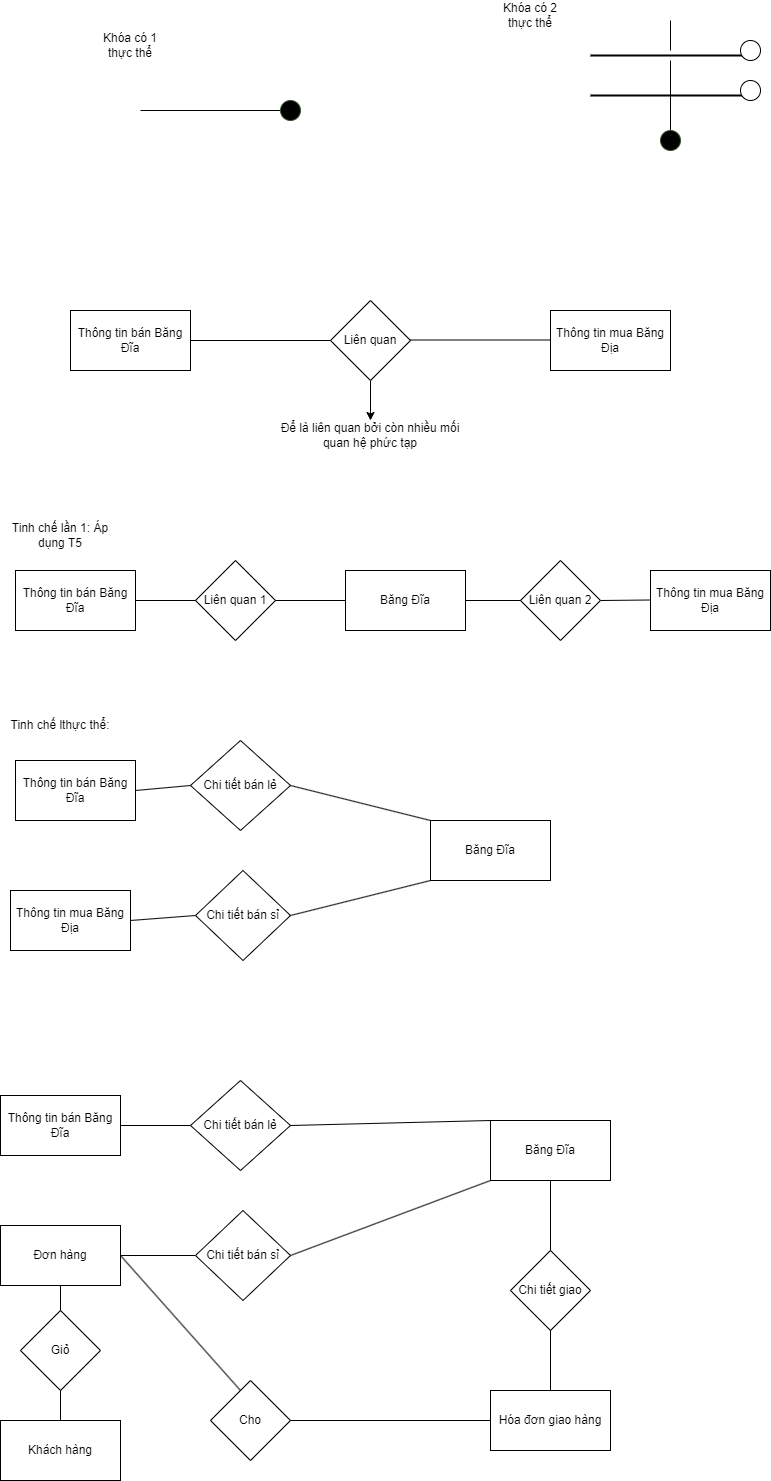 Khóa có 1
thực thể
Khóa có 2
thực thể
Thông tin bán Băng
Đĩa
Liên quan
Thông tin mua Băng
Địa
Để là liên quan bởi còn nhiều mối
quan hệ phức tạp
Tinh chế lần 1: Áp
dụng T5
Thông tin bán Băng
Đĩa
Liên quan 1
Băng Đĩa
Liên quan 2
Thông tin mua Băng
Địa
Tinh chế lthực thể:
Thông tin bán Băng
Đĩa
Chi tiết bán lẻ
Băng Đĩa
Thông tin mua Băng
Địa
Chi tiết bán sỉ
Thông tin bán Băng
Đĩa
Chi tiết bán lẻ
Băng Đĩa
Đơn hàng
Chi tiết bán sỉ
Chi tiết giao
Giỏ
Cho
Hóa đơn giao hàng
Khách hàng